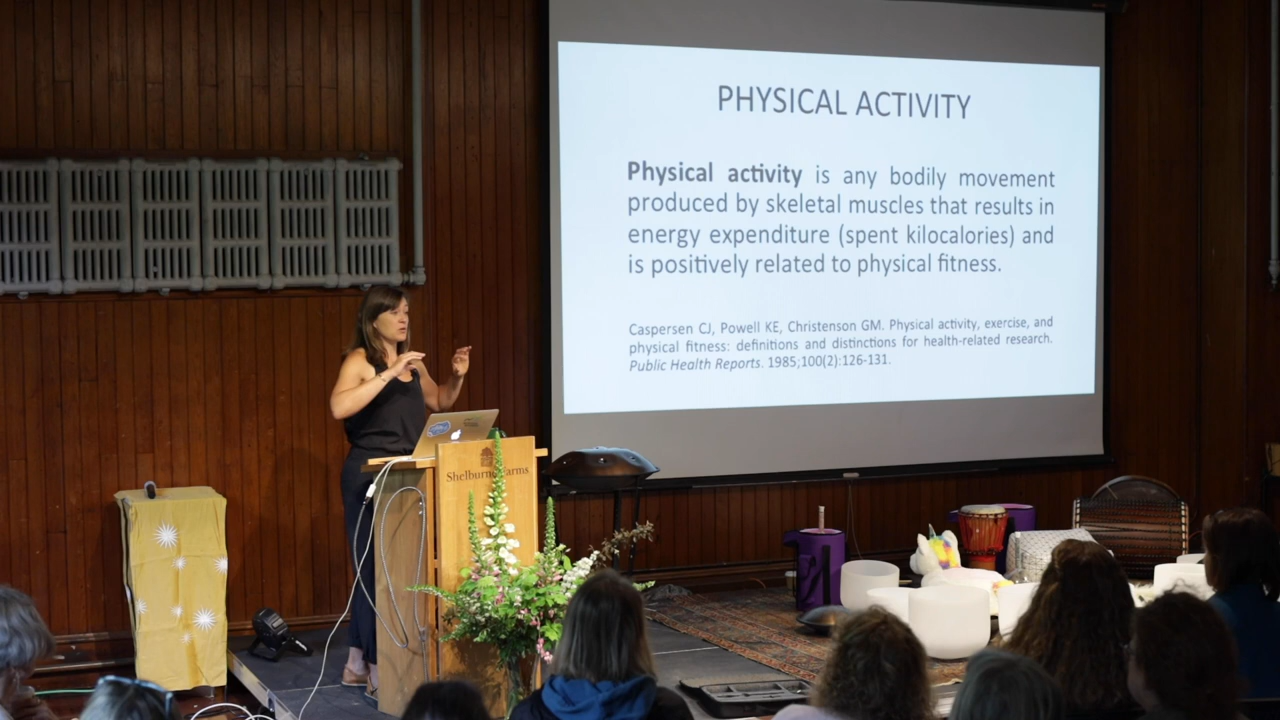 PHYSICAL ACTIVITY
Physical activity is any bodily movement
produced by skeletal muscles that results in
energy expenditure (spent kilocalories) and
is positively related to physical fitness.
Caspersen CJ, Powell KE, Christenson GM. Physical activity, exercise, and
physical fitness: definitions and distinctions for health-related research.
Public Health Reports. 1985;100(2):126-131.
Shelburne Farms